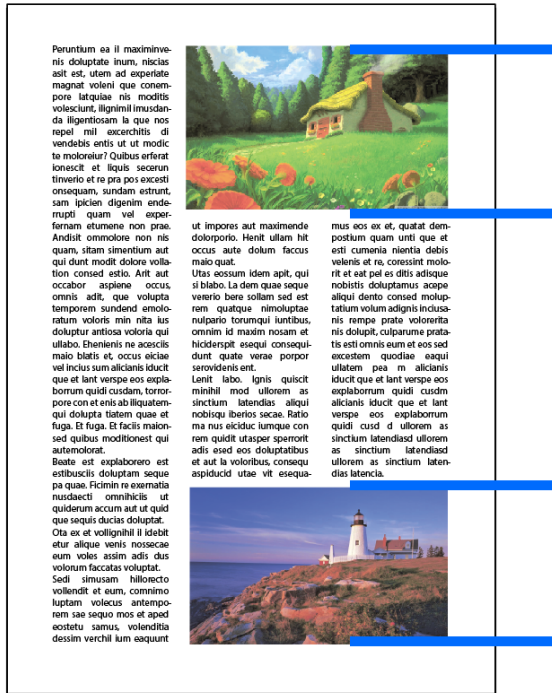 Peruntium ea il maximinve-
nis doluptate inum, niscias
asit est, utem ad experiate
magnat voleni que conem-
pore latquiae nis moditis
volesciunt, ilignimil imusdan-
da iligentiosam la que nos
repel mil excerchitis di
vendebis entis ut ut modic
te moloreiur? Quibus erferat
ionescit et liquis secerun
tinverio et re pra pos excesti
onsequam, sundam estrunt,
sam ipicien digenim ende-
rrupti quam vel exper-
fernam etumene non prae.
Andisit ommolore non nis
quam, sitam simentium aut
qui dunt modit dolore volla-
tion consed estio. Arit aut
occabor aspiene occus,
omnis adit, que volupta
temporem sundend emolo-
ratum voloris min nita ius
doluptur antiosa voloria qui
ullabo. Ehenienis ne acesciis
maio blatis et, occus eiciae
vel incius sum alicianis iducit
que et lant verspe eos expla-
borrum quidi cusdam, torror-
pore con et enis ab iliquatem-
qui dolupta tiatem quae et
fuga. Et fuga. Et faciis maion-
sed quibus moditionest qui
autemolorat.
Beate est explaborero est
estibusciis doluptam seque
pa quae. Ficimin re exernatia
nusdaecti omnihiciis ut
quiderum accum aut ut quid
que sequis ducias doluptat.
Ota ex et vollignihil il idebit
etur alique venis nossecae
eum voles assim adis dus
volorum faccatas voluptat.
Sedi simusam hillorecto
vollendit et eum, comnimo
luptam volecus antempo-
rem sae sequo mos et aped
eostetu samus, volenditia
dessim verchil ium eaquunt
ut impores aut maximende
dolorporio. Henit ullam hit
occus aute dolum faccus
maio quat.
Utas eossum idem apit, qui
si blabo. La dem quae seque
vererio bere sollam sed est
rem quatque nimoluptae
nulpario torumqui iuntibus,
omnim id maxim nosam et
hiciderspit esequi consequi-
dunt quate verae porpor
serovidenis ent.
Lenit labo. Ignis quiscit
minihil mod ullorem as
sinctium latendias aliqui
nobisqu iberios secae. Ratio
ma nus eiciduc iumque con
rem quidit utasper sperrorit
adis esed eos doluptatibus
et aut la voloribus, consequ
aspiducid utae vit esequa-
mus eos ex et, quatat dem-
postium quam unti que et
esti cumenia nientia debis
velenis et re, coressint molo-
rit et eat pel es ditis adisque
nobistis doluptamus acepe
aliqui dento consed molup-
tatium volum adignis inciusa-
nis rempe prate volorerita
nis dolupit, culparume prata-
tis esti omnis eum et eos sed
excestem quodiae eaqui
ullatem pea m alicianis
iducit que et lant verspe eos
explaborrum quidi cusdm
alicianis iducit que et lant
verspe eos explaborrum
quidi cusd d ullorem as
sinctium latendiasd ullorem
as sinctium latendiasd
ullorem as sinctium laten-
dias latencia.